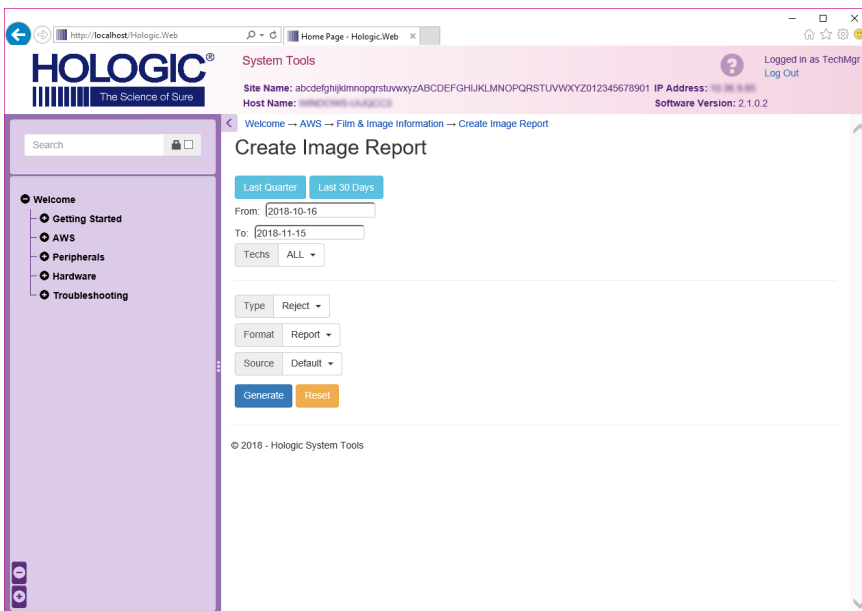 http://localhost/Hologic.Web
Home Page - Hologic.Web
HOLOGIC®
The Science of Sure
System Tools
Logged in as TechMgr
Log Out
Site Name: abcdefghijklmnopqrstuvwxyzABCDEFGHIJKLMNOPQRSTUVWXYZ012345678901 IP Address:
Host Name:
Software Version: 2.1.0.2
Search
Welcome
Getting Started
AWS
Peripherals
Hardware
Troubleshooting
Welcome → AWS → Film & Image Information → Create Image Report
Create Image Report
Last Quarter Last 30 Days
From: 2018-10-16
To: 2018-11-15
Techs ALL
Type Reject
Format Report
Source Default
Generate Reset
© 2018 - Hologic System Tools